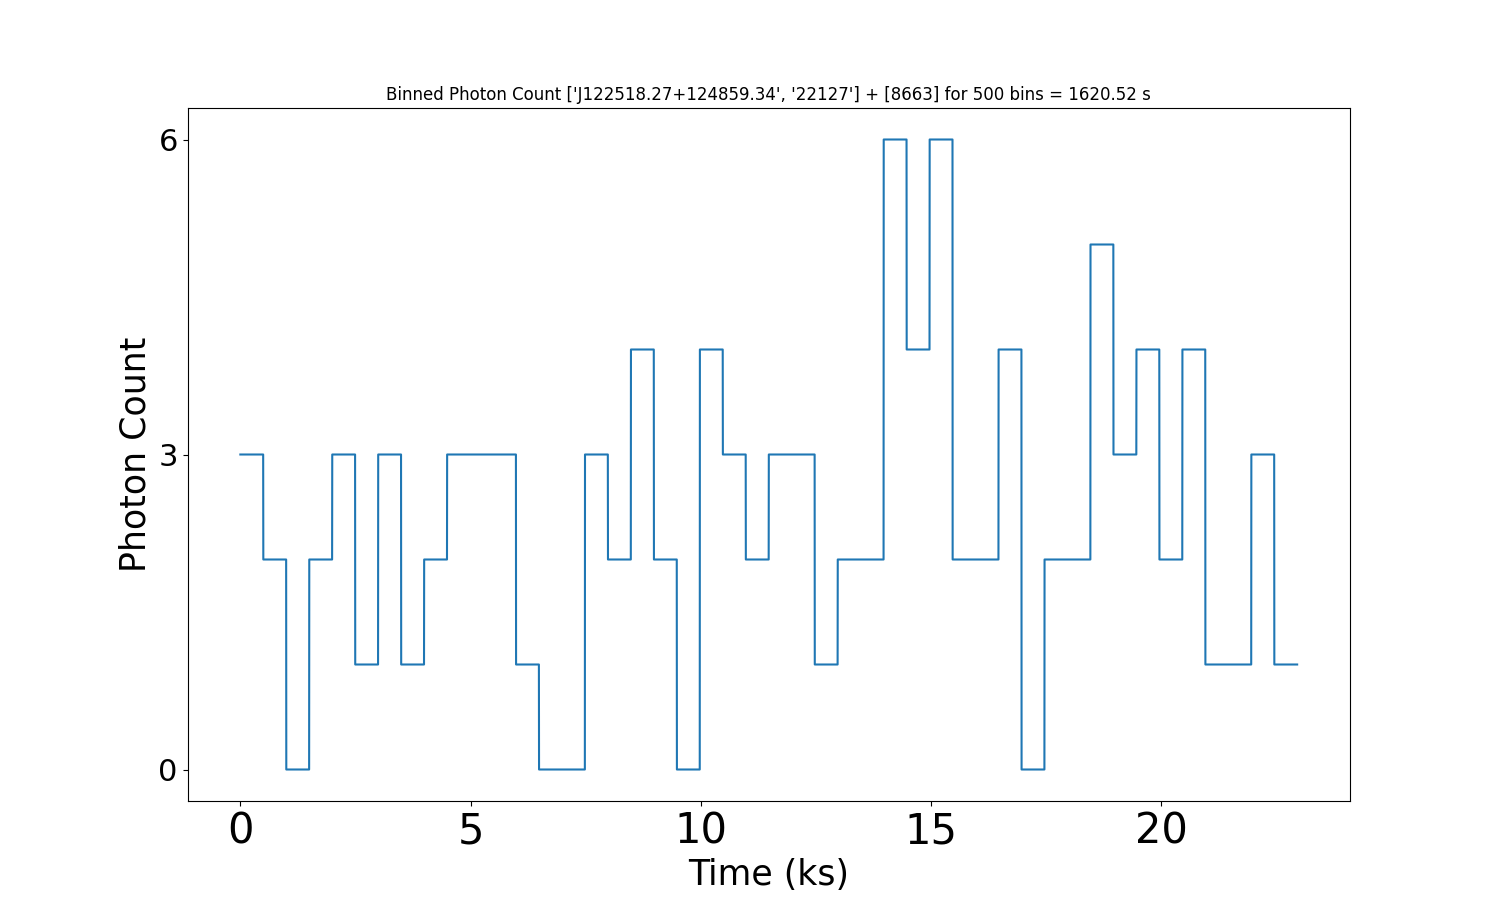 Binned Photon Count ['J122518.27+124859.34', '22127'] + [8663] for 500 bins = 1620.52 s
6
3
0
Photon Count
0 5 10 15 20
Time (ks)